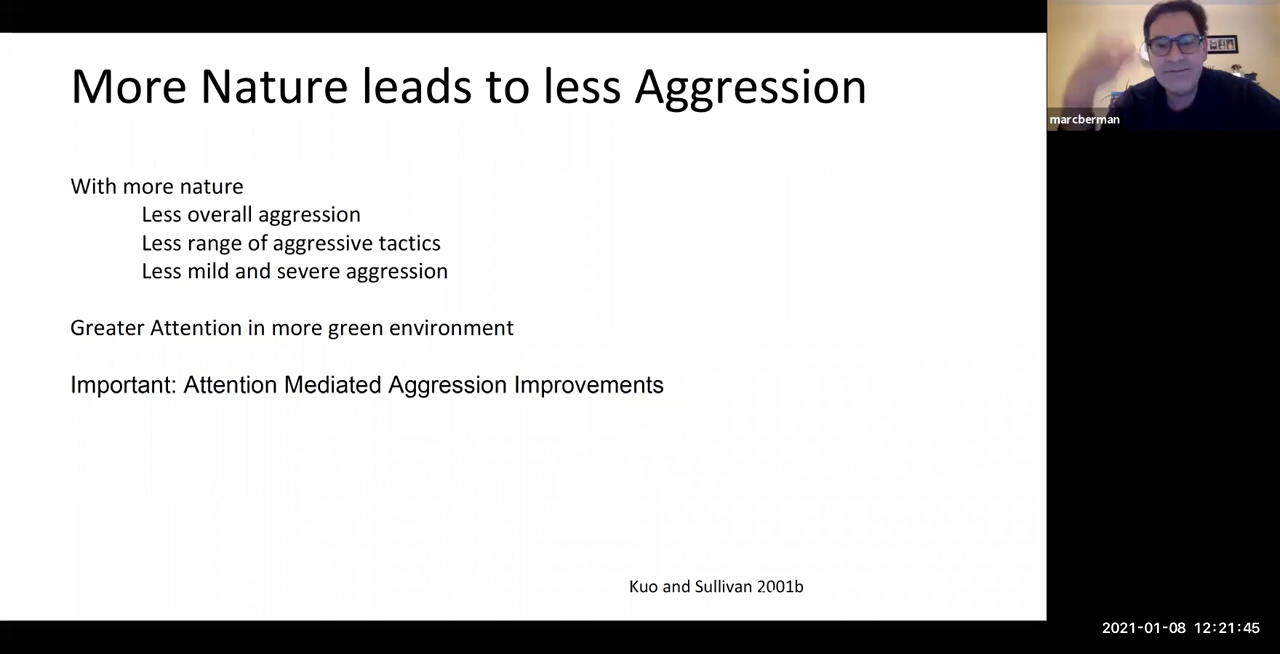 More Nature leads to less Aggression
With more nature
Less overall aggression
Less range of aggressive tactics
Less mild and severe aggression
Greater Attention in more green environment
Important: Attention Mediated Aggression Improvements
Kuo and Sullivan 2001b
marcberman
2021-01-08 12:21:45